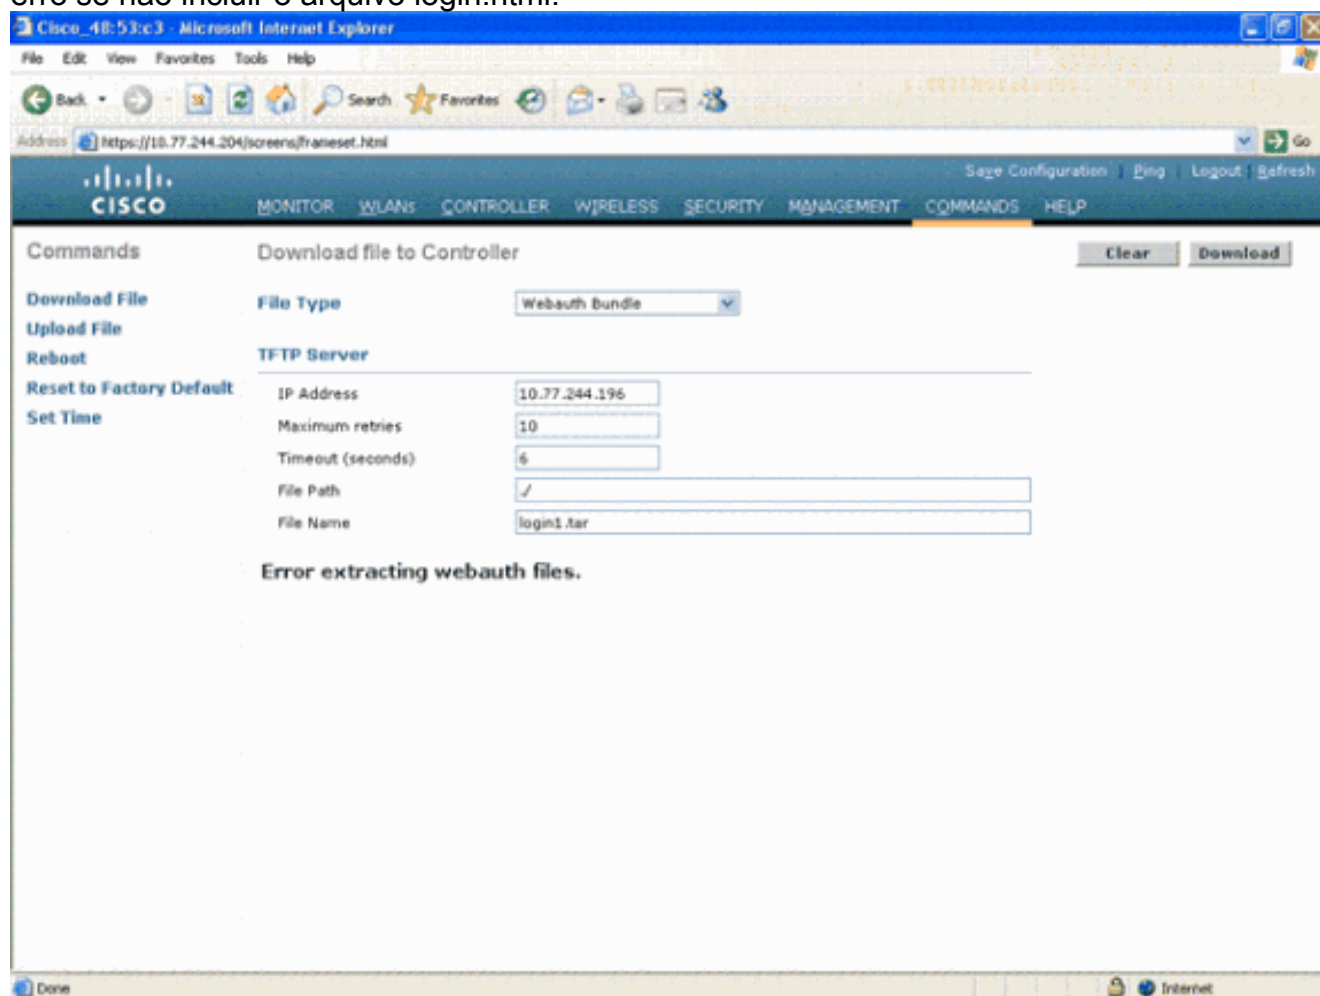 erro se não incluir o arquivo login.html.
Cisco_48:53:c3 - Microsoft Internet Explorer
File Edit View Favorites Tools Help
Back Search Favorites
Address https://10.77.244.204/screens/frameset.html Go
Save Configuration Ping Logout Refresh
CISCO MONITOR WLANs CONTROLLER WIRELESS SECURITY MANAGEMENT COMMANDS HELP
Commands Download file to Controller Clear Download
Download File File Type Webauth Bundle
Upload File
Reboot TFTP Server
Reset to Factory Default IP Address 10.77.244.196
Set Time Maximum retries 10
Timeout (seconds) 6
File Path ./
File Name login1.tar
Error extracting webauth files.
Done Internet